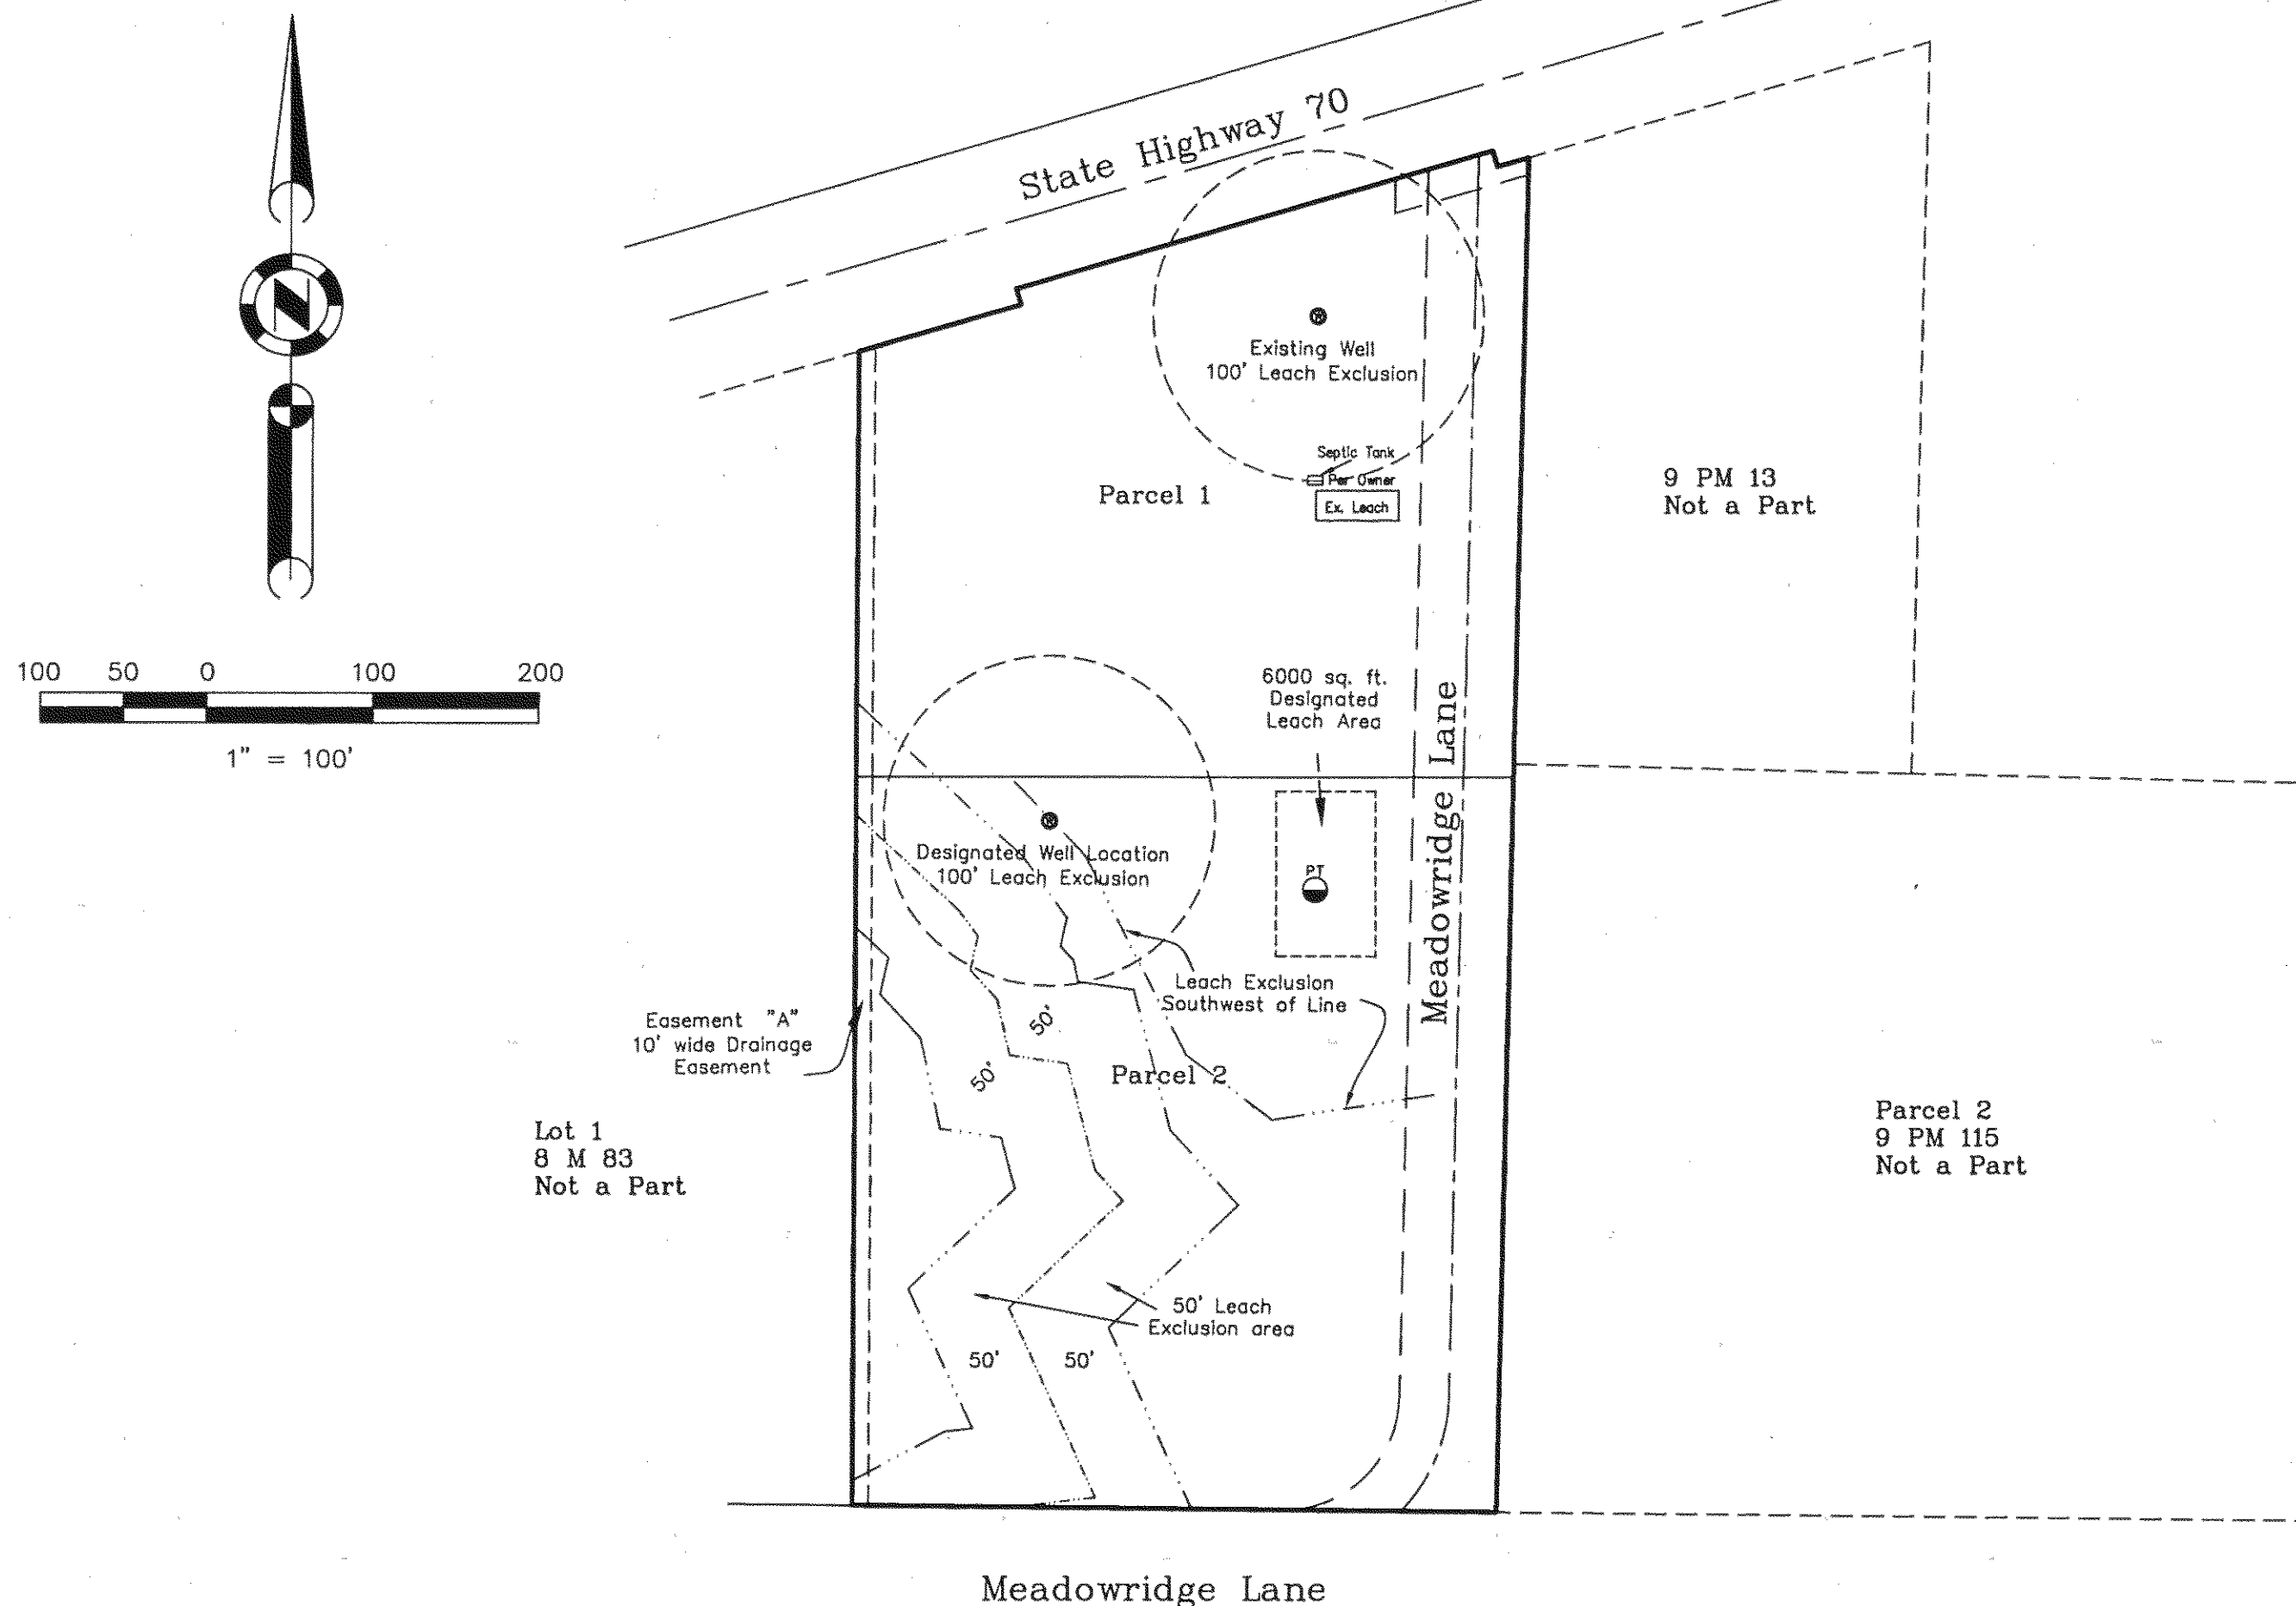 State Highway 70
N
Existing Well
100' Leach Exclusion
Septic Tank
Per Owner
Ex. Leach
Parcel 1
9 PM 13
Not a Part
100 50 0 100 200
1" = 100'
6000 sq. ft.
Designated
Leach Area
Meadowridge Lane
Designated Well Location
100' Leach Exclusion
PT
Leach Exclusion
Southwest of Line
Easement "A"
10' wide Drainage
Easement
50'
50'
Parcel 2
Lot 1
8 M 83
Not a Part
Parcel 2
9 PM 115
Not a Part
50' Leach
Exclusion area
50'
50'
Meadowridge Lane